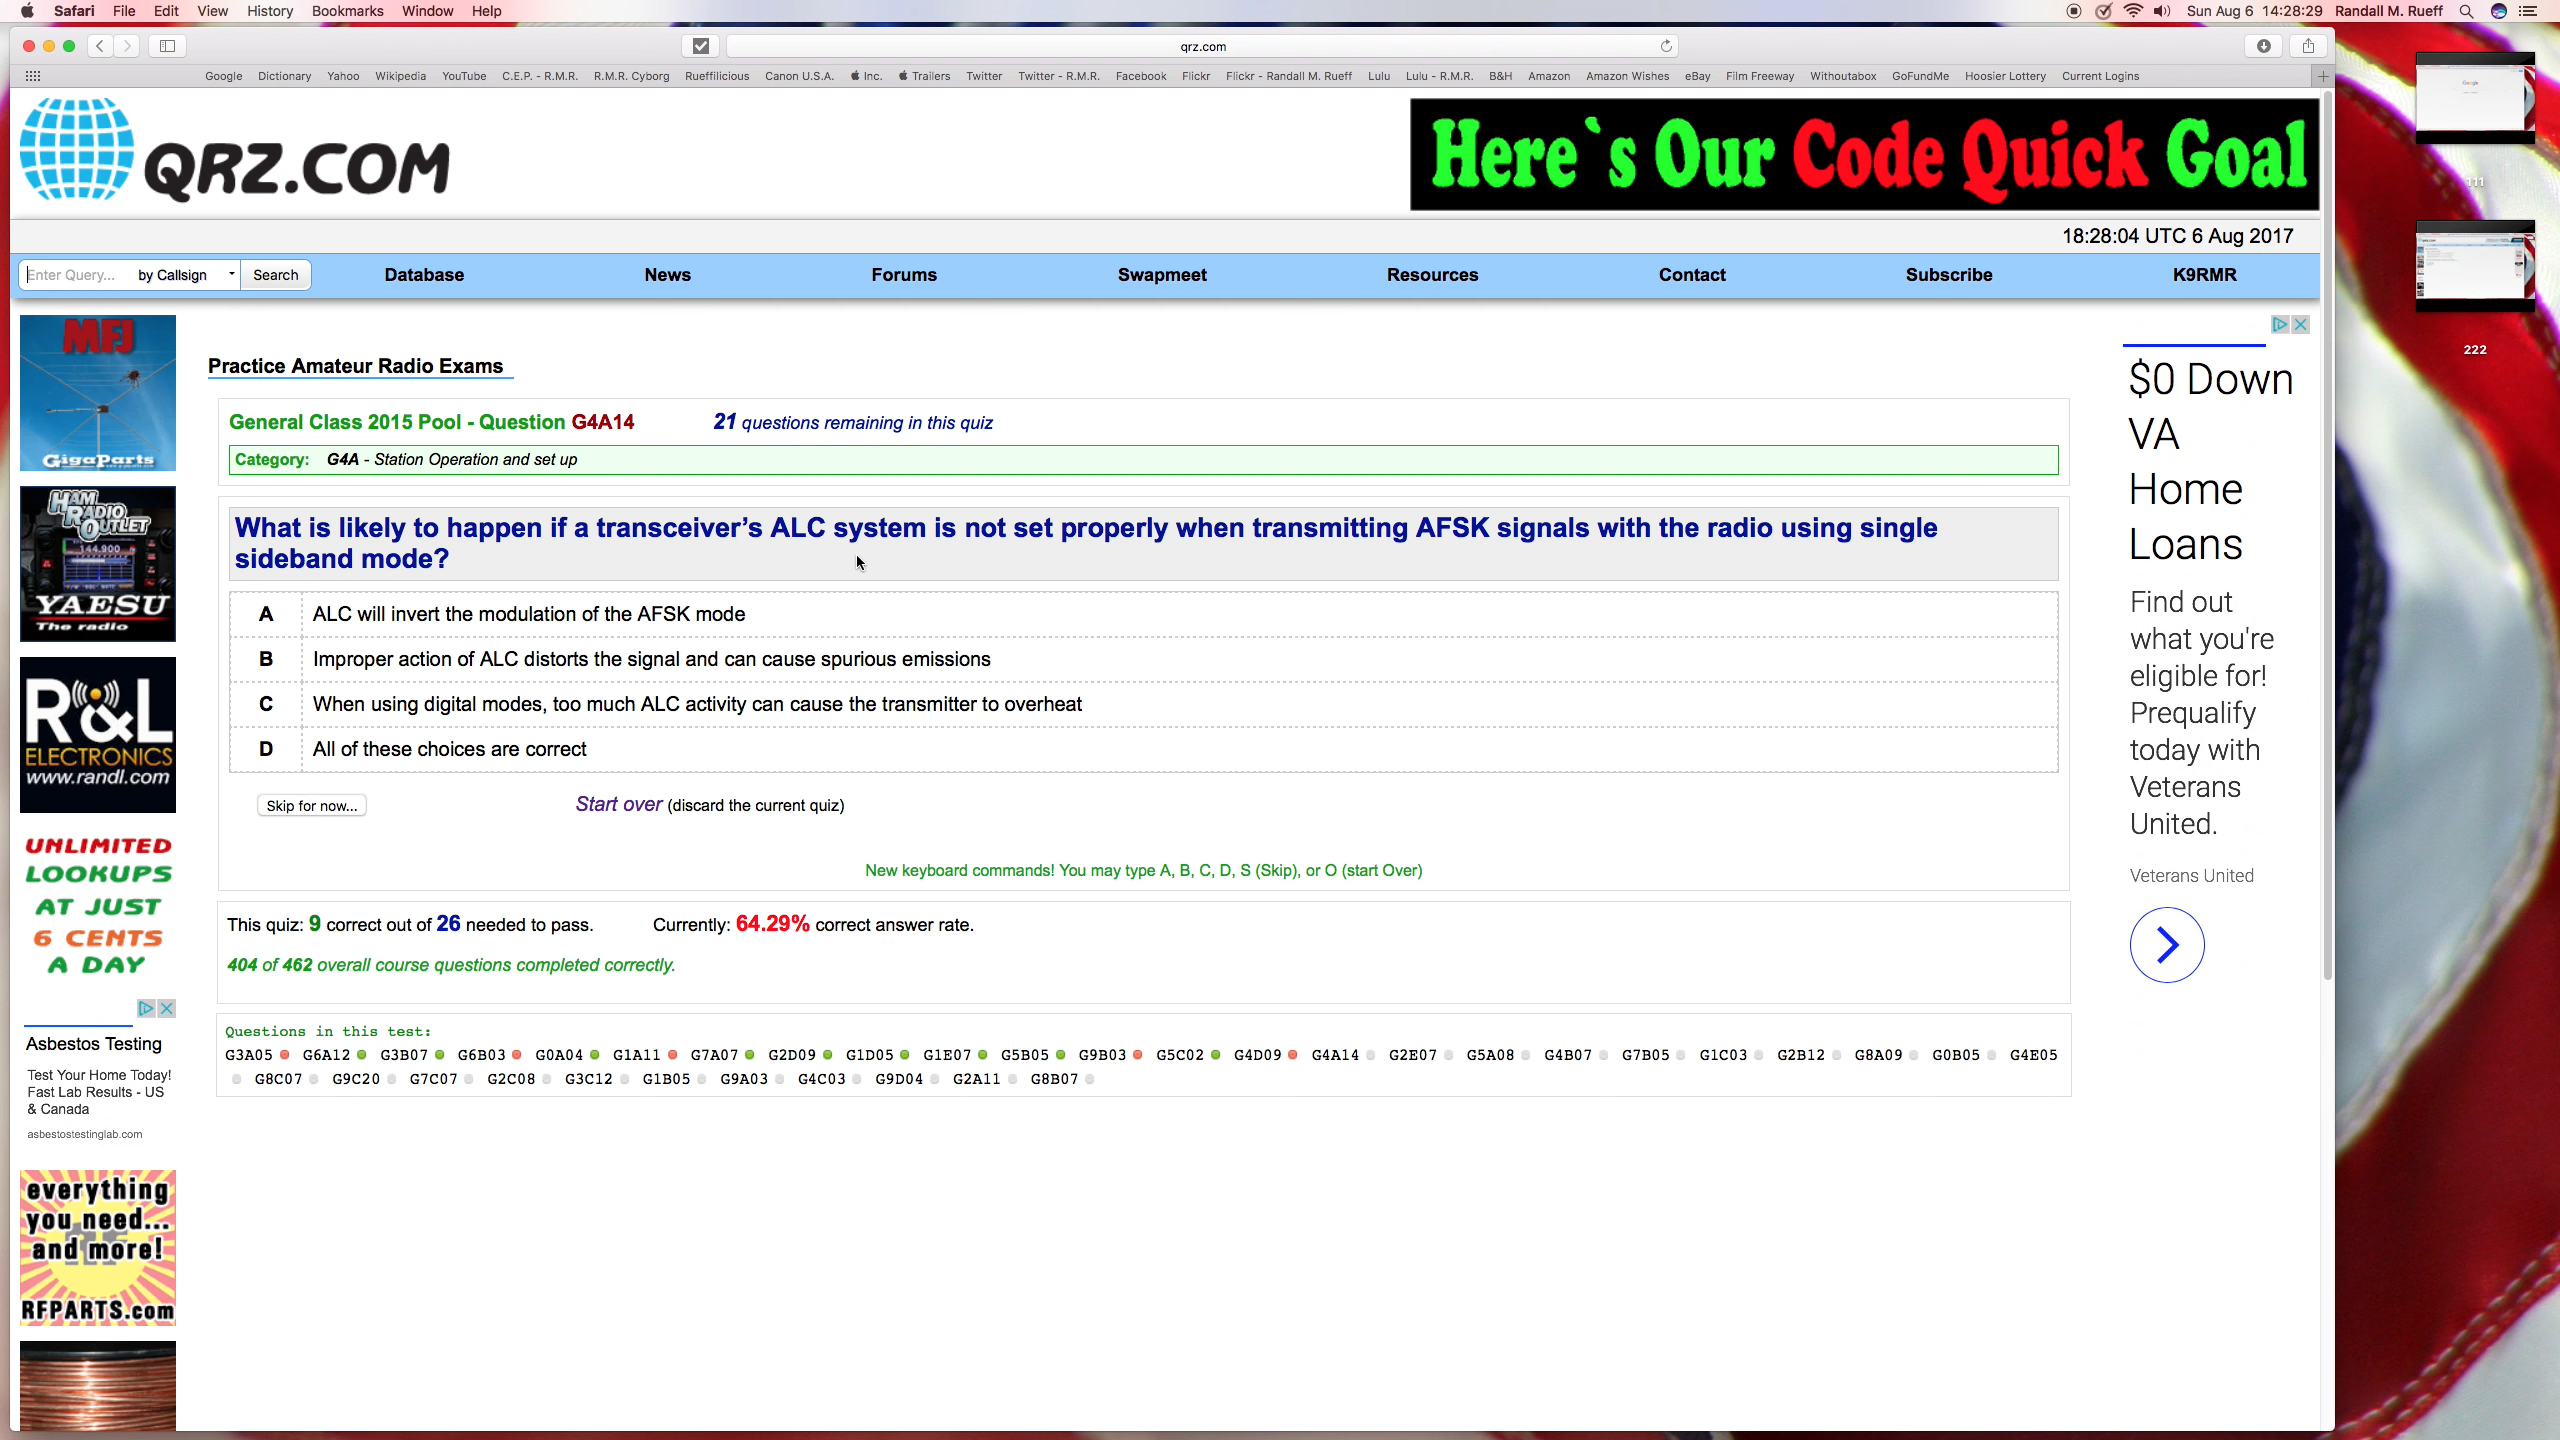 Safari File Edit View History Bookmarks Window Help Sun Aug 6 14:28:29 Randall M. Rueff
qrz.com
Google Dictionary Yahoo Wikipedia YouTube C.E.P. - R.M.R. R.M.R. Cyborg Rueffilicious Canon U.S.A. Inc. Trailers Twitter Twitter - R.M.R. Facebook Flickr Flickr - Randall M. Rueff Lulu Lulu - R.M.R. B&H Amazon Amazon Wishes eBay Film Freeway Withoutabox GoFundMe Hoosier Lottery Current Logins
QRZ.COM
Here`s Our Code Quick Goal
111
222
18:28:04 UTC 6 Aug 2017
Enter Query... by Callsign Search Database News Forums Swapmeet Resources Contact Subscribe K9RMR
MFJ
GigaParts
HAM RADIO OUTLET
144.900
YAESU
The radio
R&L
ELECTRONICS
www.randl.com
UNLIMITED
LOOKUPS
AT JUST
6 CENTS
A DAY
Asbestos Testing
Test Your Home Today!
Fast Lab Results - US
& Canada
asbestostestinglab.com
everything
you need...
and more!
RFPARTS.com
Practice Amateur Radio Exams
General Class 2015 Pool - Question G4A14 21 questions remaining in this quiz
Category: G4A - Station Operation and set up
What is likely to happen if a transceiver’s ALC system is not set properly when transmitting AFSK signals with the radio using single
sideband mode?
A ALC will invert the modulation of the AFSK mode
B Improper action of ALC distorts the signal and can cause spurious emissions
C When using digital modes, too much ALC activity can cause the transmitter to overheat
D All of these choices are correct
Skip for now... Start over (discard the current quiz)
New keyboard commands! You may type A, B, C, D, S (Skip), or O (start Over)
This quiz: 9 correct out of 26 needed to pass. Currently: 64.29% correct answer rate.
404 of 462 overall course questions completed correctly.
Questions in this test:
G3A05 G6A12 G3B07 G6B03 G0A04 G1A11 G7A07 G2D09 G1D05 G1E07 G5B05 G9B03 G5C02 G4D09 G4A14 G2E07 G5A08 G4B07 G7B05 G1C03 G2B12 G8A09 G0B05 G4E05
G8C07 G9C20 G7C07 G2C08 G3C12 G1B05 G9A03 G4C03 G9D04 G2A11 G8B07
$0 Down
VA
Home
Loans
Find out
what you're
eligible for!
Prequalify
today with
Veterans
United.
Veterans United